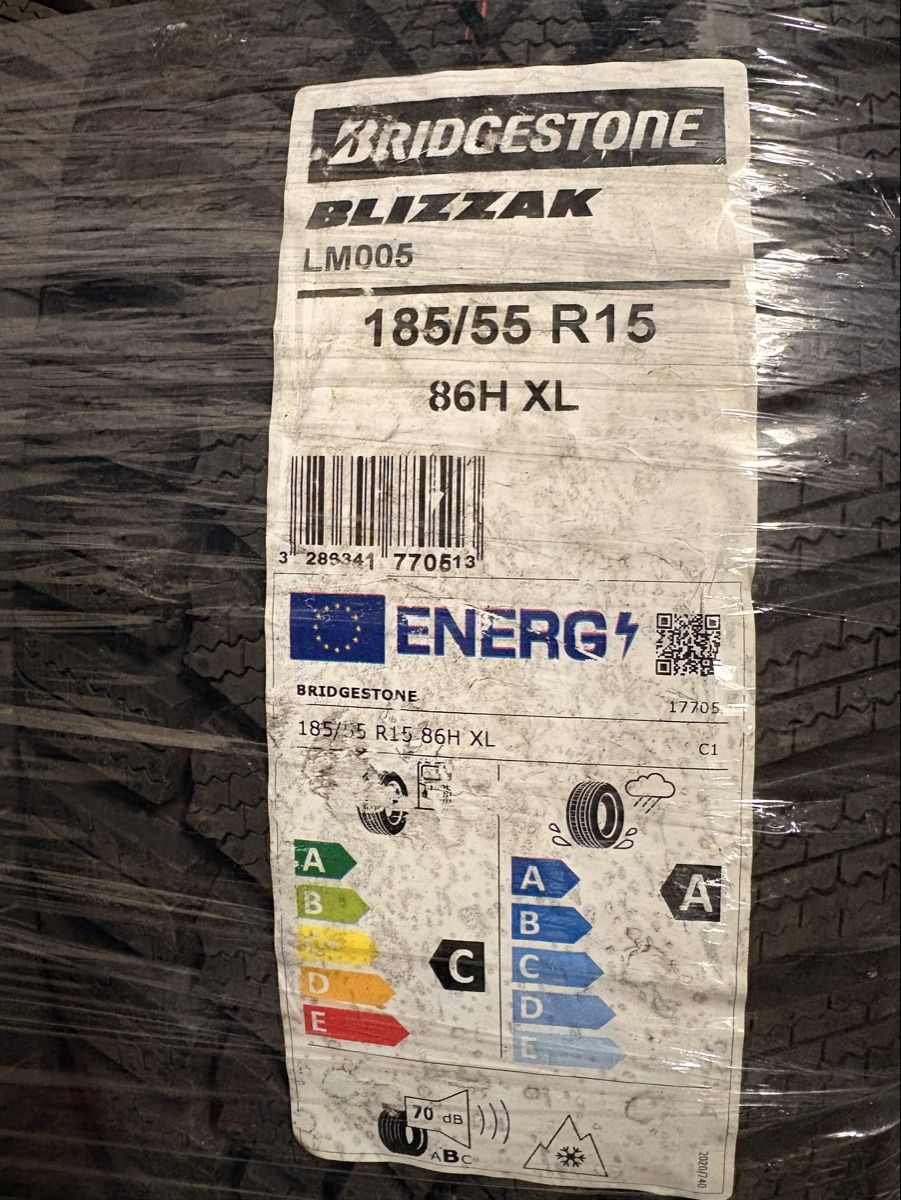 BRIDGESTONE
BLIZZAK
LM005
185/55 R15
86H XL
3 286341 770513
ENERG
BRIDGESTONE
17705
185/55 R15 86H XL
C1
A
B
C
D
E
C
A
B
C
D
E
A
70 dB
ABC
2020/740